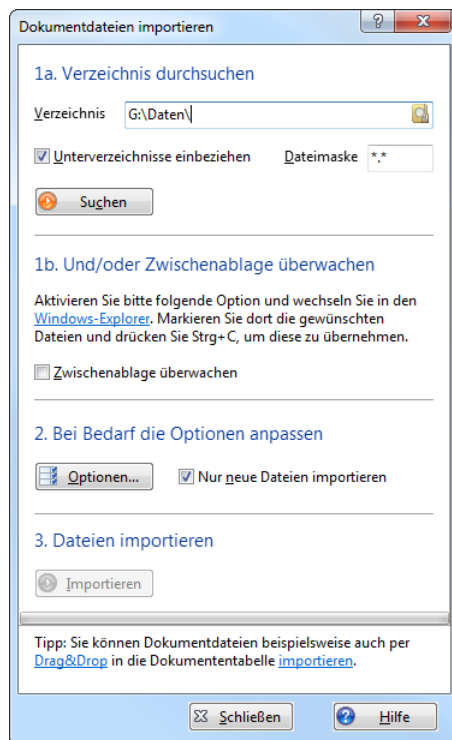 Dokumentdateien importieren
1a. Verzeichnis durchsuchen
Verzeichnis G:\Daten\
Unterverzeichnisse einbeziehen Dateimaske *.*
Suchen
1b. Und/oder Zwischenablage überwachen
Aktivieren Sie bitte folgende Option und wechseln Sie in den
Windows-Explorer. Markieren Sie dort die gewünschten
Dateien und drücken Sie Strg+C, um diese zu übernehmen.
Zwischenablage überwachen
2. Bei Bedarf die Optionen anpassen
Optionen... Nur neue Dateien importieren
3. Dateien importieren
Importieren
Tipp: Sie können Dokumentdateien beispielsweise auch per
Drag&Drop in die Dokumententabelle importieren.
Schließen Hilfe